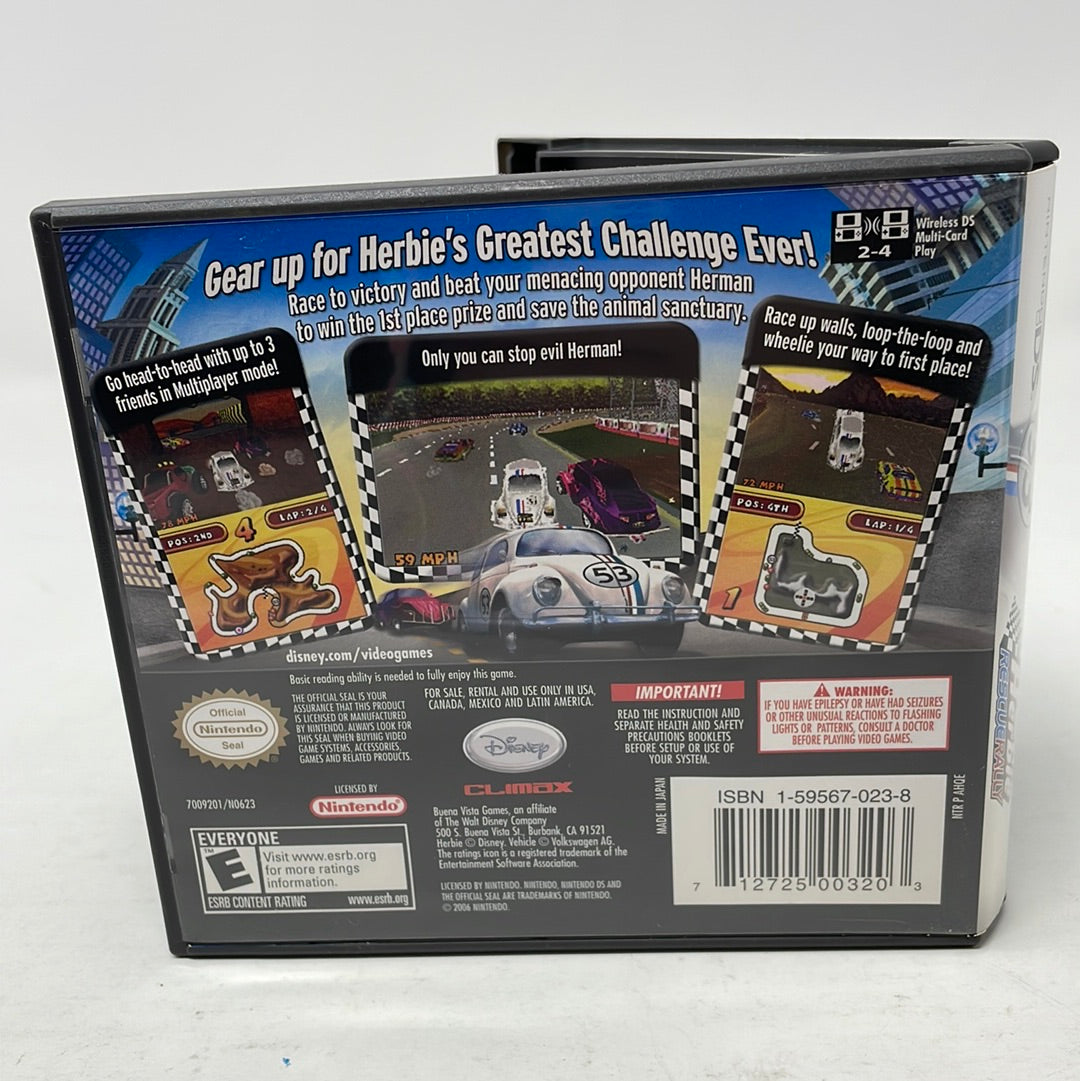 Gear up for Herbie's Greatest Challenge Ever!
Race to victory and beat your menacing opponent Herman
to win the 1st place prize and save the animal sanctuary.
2-4
Wireless DS
Multi-Card
Play
Go head-to-head with up to 3
friends in Multiplayer mode!
78 MPH
POS: 2ND
4
LAP: 2/4
Only you can stop evil Herman!
59 MPH
53
53
Race up walls, loop-the-loop and
wheelie your way to first place!
72 MPH
POS: 4TH
LAP: 1/4
1
disney.com/videogames
Basic reading ability is needed to fully enjoy this game.
Official
Nintendo
Seal
THE OFFICIAL SEAL IS YOUR
ASSURANCE THAT THIS PRODUCT
IS LICENSED OR MANUFACTURED
BY NINTENDO. ALWAYS LOOK FOR
THIS SEAL WHEN BUYING VIDEO
GAME SYSTEMS, ACCESSORIES,
GAMES AND RELATED PRODUCTS.
FOR SALE, RENTAL AND USE ONLY IN USA,
CANADA, MEXICO AND LATIN AMERICA.
Disney
CLIMAX
IMPORTANT!
READ THE INSTRUCTION AND
SEPARATE HEALTH AND SAFETY
PRECAUTIONS BOOKLETS
BEFORE SETUP OR USE OF
YOUR SYSTEM.
WARNING:
IF YOU HAVE EPILEPSY OR HAVE HAD SEIZURES
OR OTHER UNUSUAL REACTIONS TO FLASHING
LIGHTS OR PATTERNS, CONSULT A DOCTOR
BEFORE PLAYING VIDEO GAMES.
7009201/N0623
LICENSED BY
Nintendo
EVERYONE
E
Visit www.esrb.org
for more ratings
information.
ESRB CONTENT RATING
www.esrb.org
Buena Vista Games, an affiliate
of The Walt Disney Company
500 S. Buena Vista St., Burbank, CA 91521
Herbie © Disney. Vehicle © Volkswagen AG.
The ratings icon is a registered trademark of the
Entertainment Software Association.
LICENSED BY NINTENDO. NINTENDO, NINTENDO DS AND
THE OFFICIAL SEAL ARE TRADEMARKS OF NINTENDO.
© 2006 NINTENDO.
MADE IN JAPAN
ISBN 1-59567-023-8
7 12725 00320 3
NTR P AHOE
RESCUE RALLY